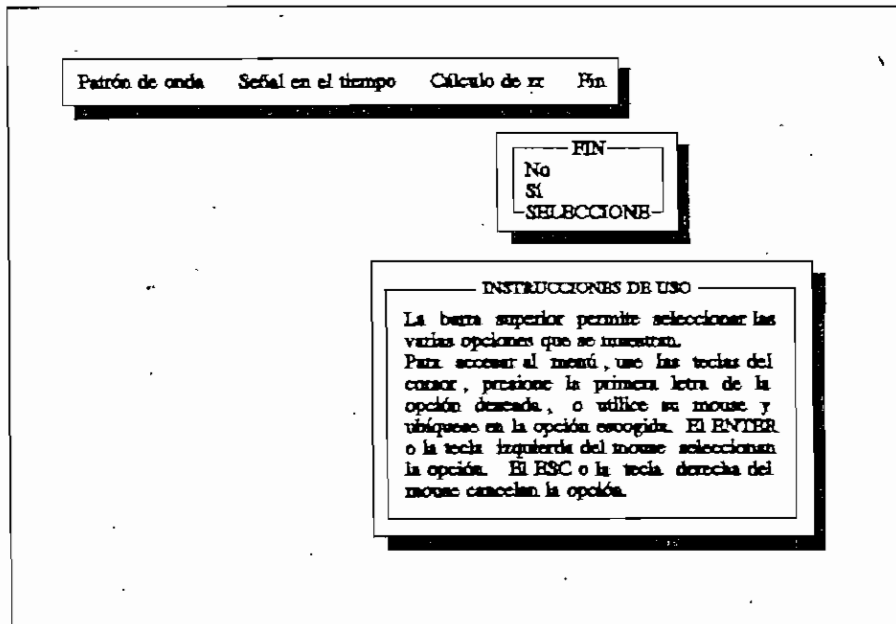 Patrón de onda Señal en el tiempo Cálculo de rr Fin
FIN
No
Sí
SELECCIONE
INSTRUCCIONES DE USO
La barra superior permite seleccionar las
varias opciones que se muestran.
Para accesar al menú, use las teclas del
cursor, presione la primera letra de la
opción deseada, o utilice su mouse y
ubíquese en la opción escogida. El ENTER
o la tecla izquierda del mouse seleccionan
la opción. El ESC o la tecla derecha del
mouse cancelan la opción.